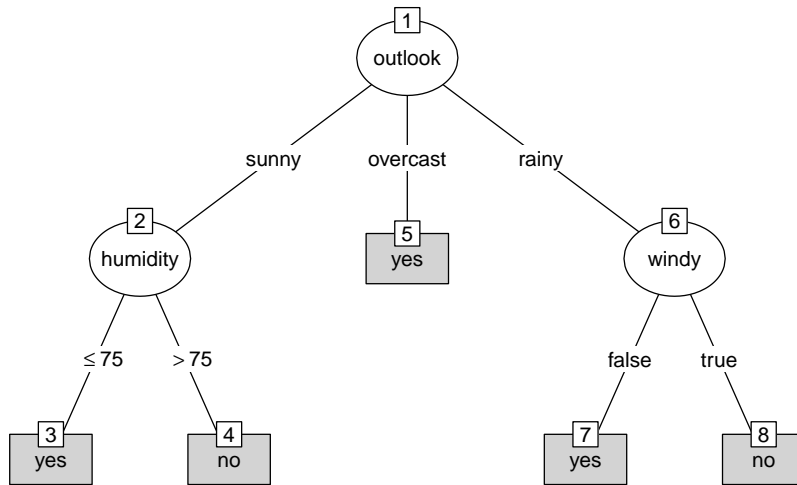 1
outlook
sunny
overcast
rainy
2
humidity
5
yes
6
windy
≤ 75
> 75
false
true
3
yes
4
no
7
yes
8
no